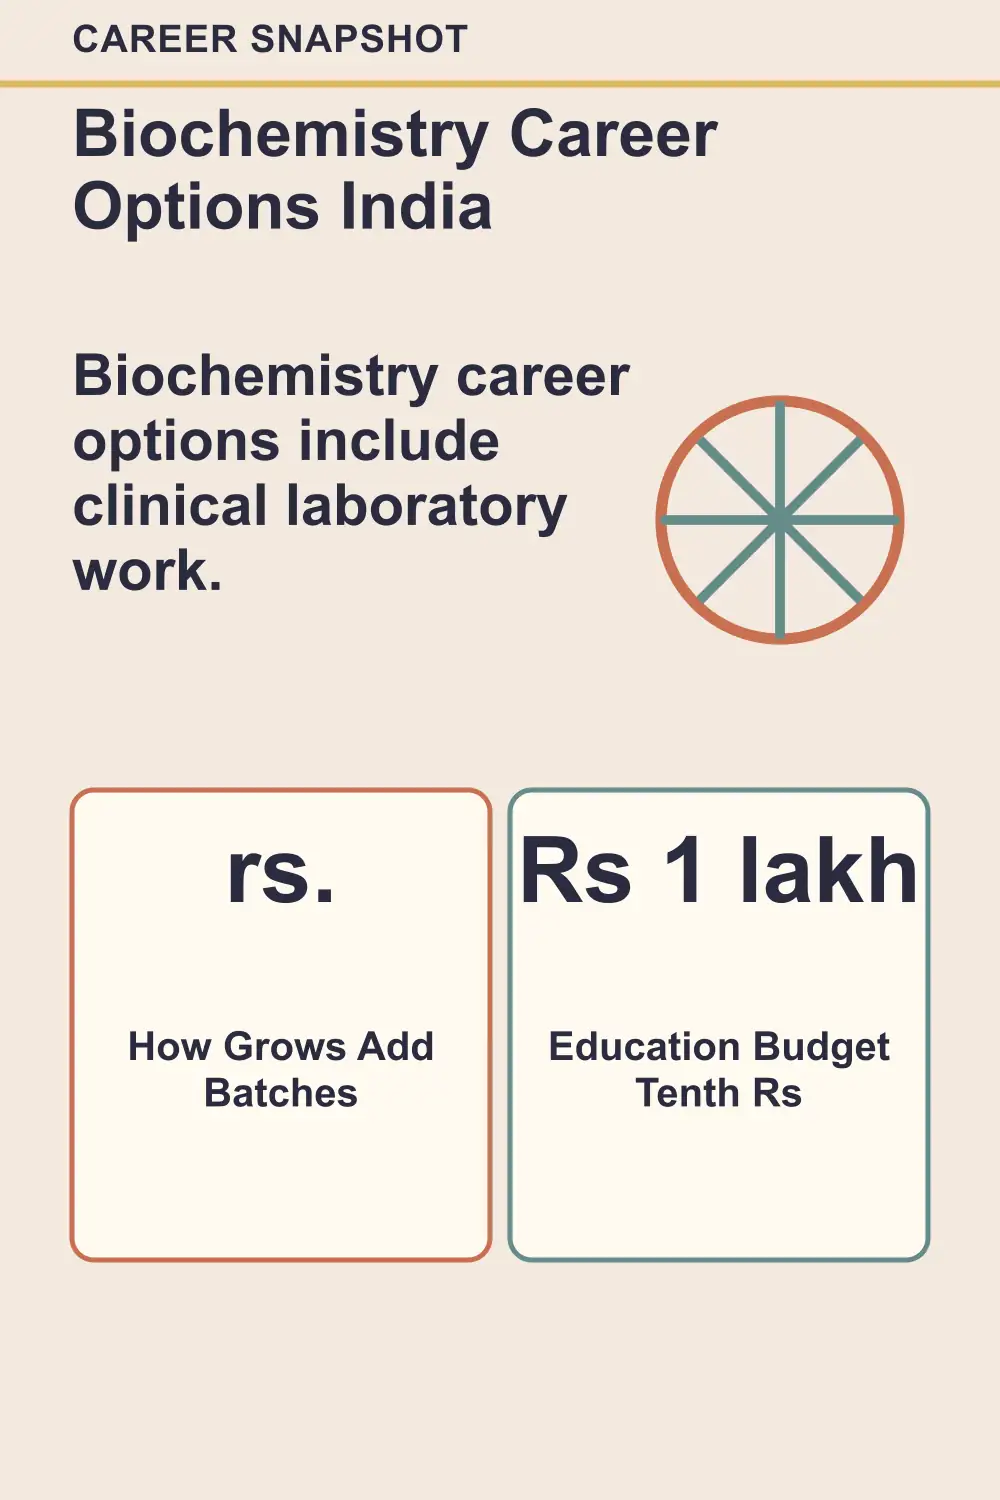 CAREER SNAPSHOT
Biochemistry Career
Options India
Biochemistry career
options include
clinical laboratory
work.
rs.
How Grows Add
Batches
Rs 1 lakh
Education Budget
Tenth Rs